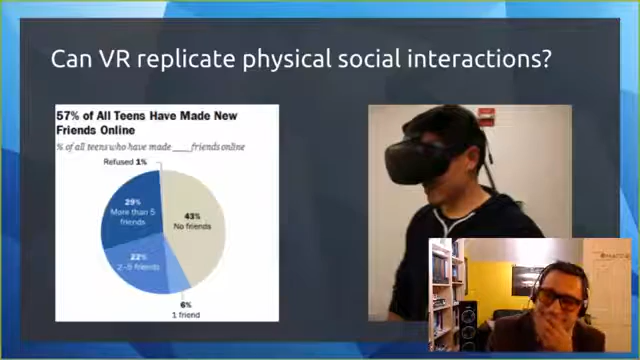 Can VR replicate physical social interactions?
57% of All Teens Have Made New
Friends Online
% of all teens who have made ____ friends online
Refused 1%
29%
More than 5
friends
43%
No friends
22%
2-5 friends
6%
1 friend